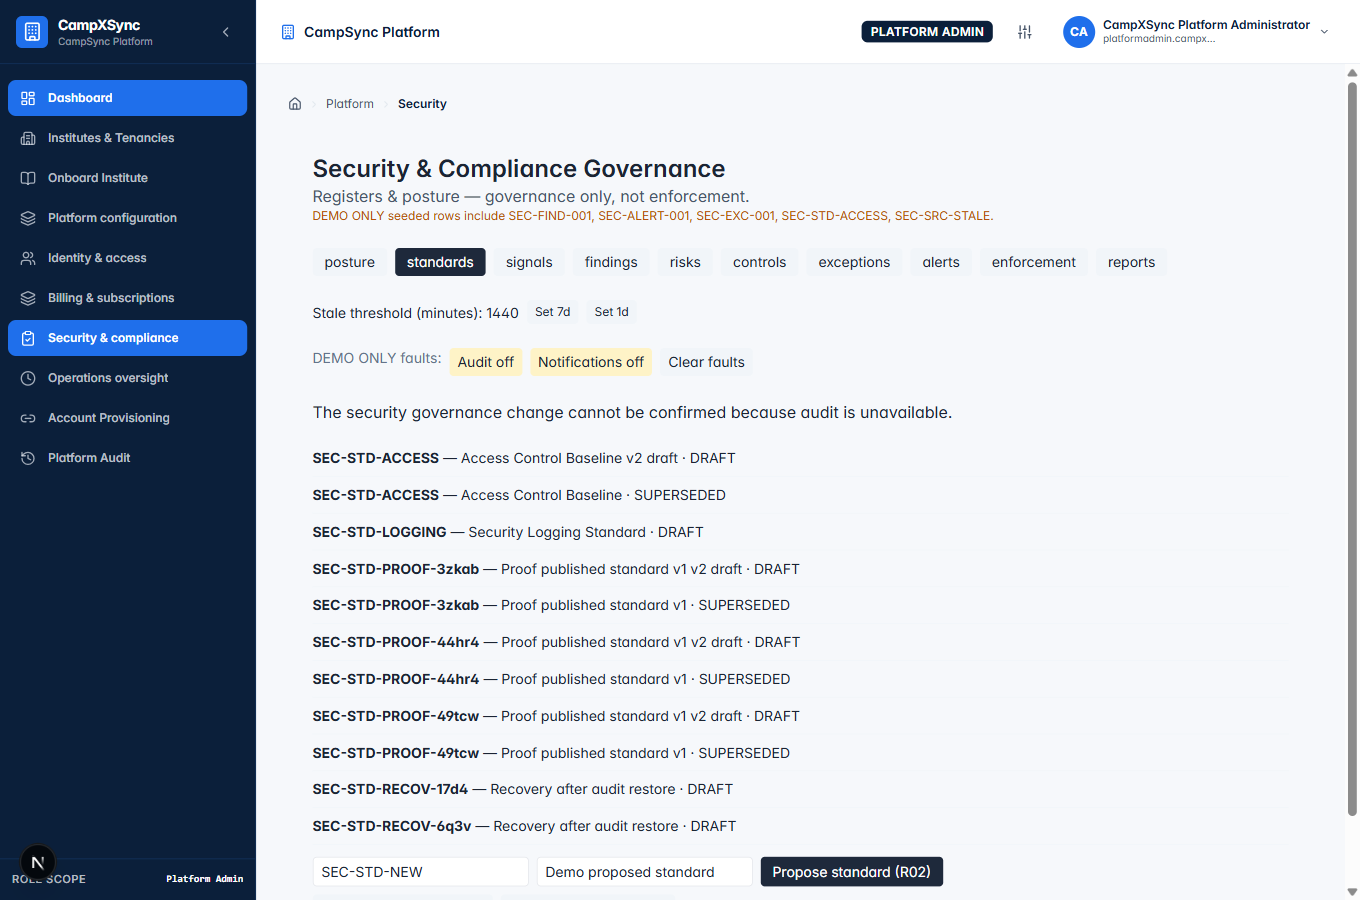 CampXSync
CampSync Platform
Dashboard
Institutes & Tenancies
Onboard Institute
Platform configuration
Identity & access
Billing & subscriptions
Security & compliance
Operations oversight
Account Provisioning
Platform Audit
N
ROLE SCOPE
Platform Admin
CampSync Platform
PLATFORM ADMIN
CA
CampXSync Platform Administrator
platformadmin.campx...
Platform
Security
Security & Compliance Governance
Registers & posture — governance only, not enforcement.
DEMO ONLY seeded rows include SEC-FIND-001, SEC-ALERT-001, SEC-EXC-001, SEC-STD-ACCESS, SEC-SRC-STALE.
posture standards signals findings risks controls exceptions alerts enforcement reports
Stale threshold (minutes): 1440 Set 7d Set 1d
DEMO ONLY faults: Audit off Notifications off Clear faults
The security governance change cannot be confirmed because audit is unavailable.
SEC-STD-ACCESS — Access Control Baseline v2 draft · DRAFT
SEC-STD-ACCESS — Access Control Baseline · SUPERSEDED
SEC-STD-LOGGING — Security Logging Standard · DRAFT
SEC-STD-PROOF-3zkab — Proof published standard v1 v2 draft · DRAFT
SEC-STD-PROOF-3zkab — Proof published standard v1 · SUPERSEDED
SEC-STD-PROOF-44hr4 — Proof published standard v1 v2 draft · DRAFT
SEC-STD-PROOF-44hr4 — Proof published standard v1 · SUPERSEDED
SEC-STD-PROOF-49tcw — Proof published standard v1 v2 draft · DRAFT
SEC-STD-PROOF-49tcw — Proof published standard v1 · SUPERSEDED
SEC-STD-RECOV-17d4 — Recovery after audit restore · DRAFT
SEC-STD-RECOV-6q3v — Recovery after audit restore · DRAFT
SEC-STD-NEW Demo proposed standard Propose standard (R02)